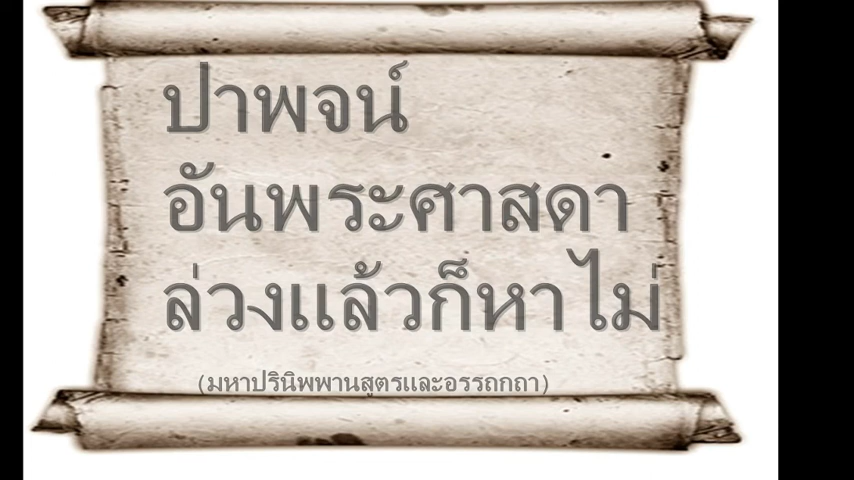 ปาพจน์
อันพระศาสดา
ล่วงแล้วก็หาไม่
(มหาปรินิพพานสูตรและอรรถกถา)